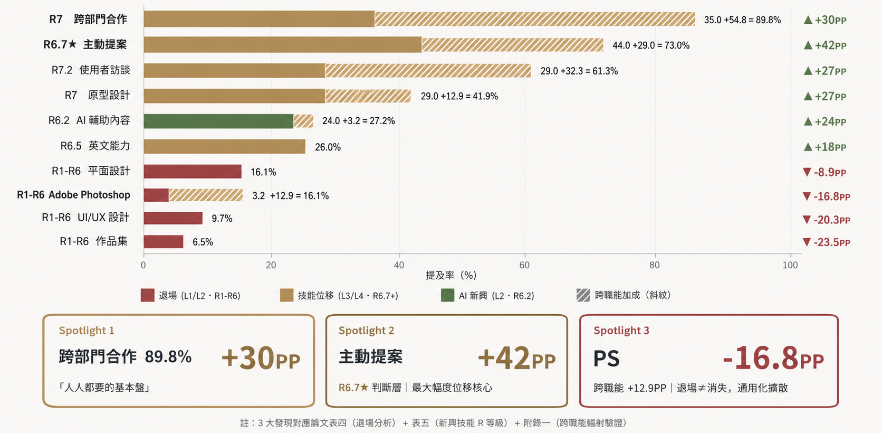 R7 跨部門合作 35.0 +54.8 = 89.8% ▲ +30PP
R6.7★ 主動提案 44.0 +29.0 = 73.0% ▲ +42PP
R7.2 使用者訪談 29.0 +32.3 = 61.3% ▲ +27PP
R7 原型設計 29.0 +12.9 = 41.9% ▲ +27PP
R6.2 AI 輔助內容 24.0 +3.2 = 27.2% ▲ +24PP
R6.5 英文能力 26.0% ▲ +18PP
R1-R6 平面設計 16.1% ▼ -8.9PP
R1-R6 Adobe Photoshop 3.2 +12.9 = 16.1% ▼ -16.8PP
R1-R6 UI/UX 設計 9.7% ▼ -20.3PP
R1-R6 作品集 6.5% ▼ -23.5PP
0 20 40 60 80 100
提及率（%）
退場 (L1/L2・R1-R6) 技能位移 (L3/L4・R6.7+) AI 新興 (L2・R6.2) 跨職能加成（斜紋）
Spotlight 1
跨部門合作 89.8% +30PP
「人人都要的基本盤」
Spotlight 2
主動提案 +42PP
R6.7★ 判斷層｜最大幅度位移核心
Spotlight 3
PS -16.8PP
跨職能 +12.9PP｜退場≠消失，通用化擴散
註：3 大發現對應論文表四（退場分析）+ 表五（新興技能 R 等級）+ 附錄一（跨職能輻射驗證）